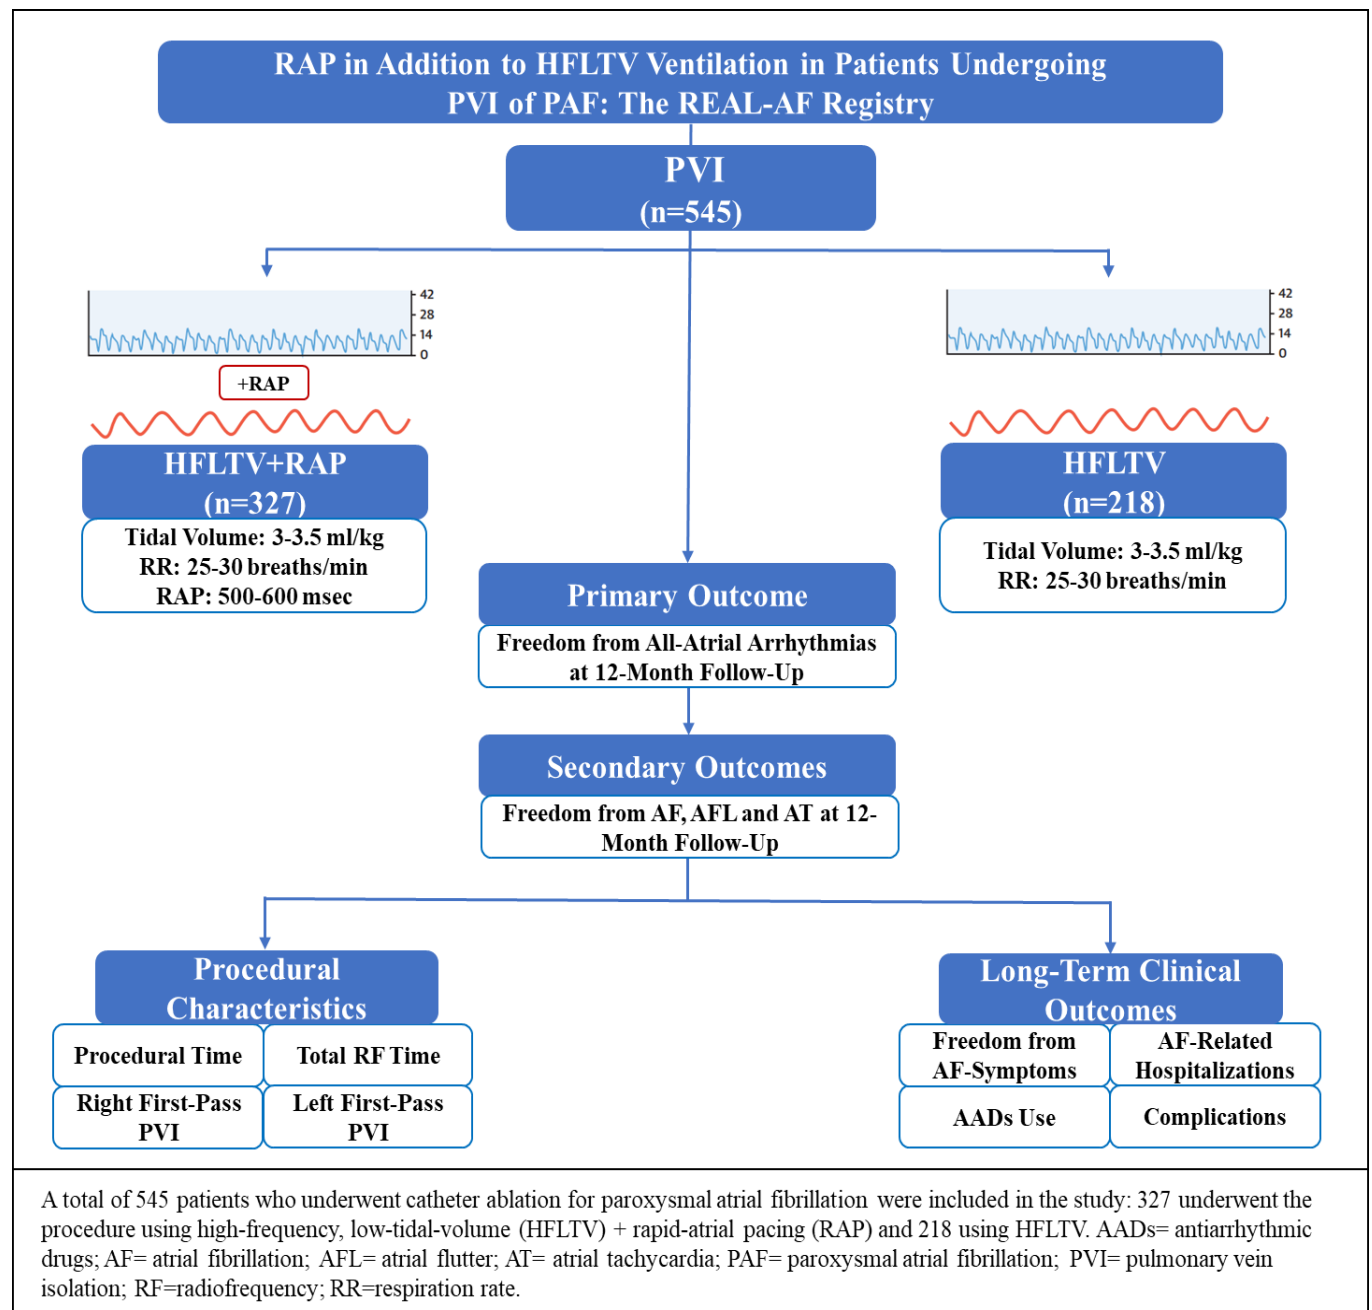 RAP in Addition to HFLTV Ventilation in Patients Undergoing
PVI of PAF: The REAL-AF Registry
PVI
(n=545)
42
28
14
0
+RAP
HFLTV+RAP
(n=327)
Tidal Volume: 3-3.5 ml/kg
RR: 25-30 breaths/min
RAP: 500-600 msec
42
28
14
0
HFLTV
(n=218)
Tidal Volume: 3-3.5 ml/kg
RR: 25-30 breaths/min
Primary Outcome
Freedom from All-Atrial Arrhythmias
at 12-Month Follow-Up
Secondary Outcomes
Freedom from AF, AFL and AT at 12-
Month Follow-Up
Procedural
Characteristics
Procedural Time
Total RF Time
Right First-Pass
PVI
Left First-Pass
PVI
Long-Term Clinical
Outcomes
Freedom from
AF-Symptoms
AF-Related
Hospitalizations
AADs Use
Complications
A total of 545 patients who underwent catheter ablation for paroxysmal atrial fibrillation were included in the study: 327 underwent the
procedure using high-frequency, low-tidal-volume (HFLTV) + rapid-atrial pacing (RAP) and 218 using HFLTV. AADs= antiarrhythmic
drugs; AF= atrial fibrillation; AFL= atrial flutter; AT= atrial tachycardia; PAF= paroxysmal atrial fibrillation; PVI= pulmonary vein
isolation; RF=radiofrequency; RR=respiration rate.